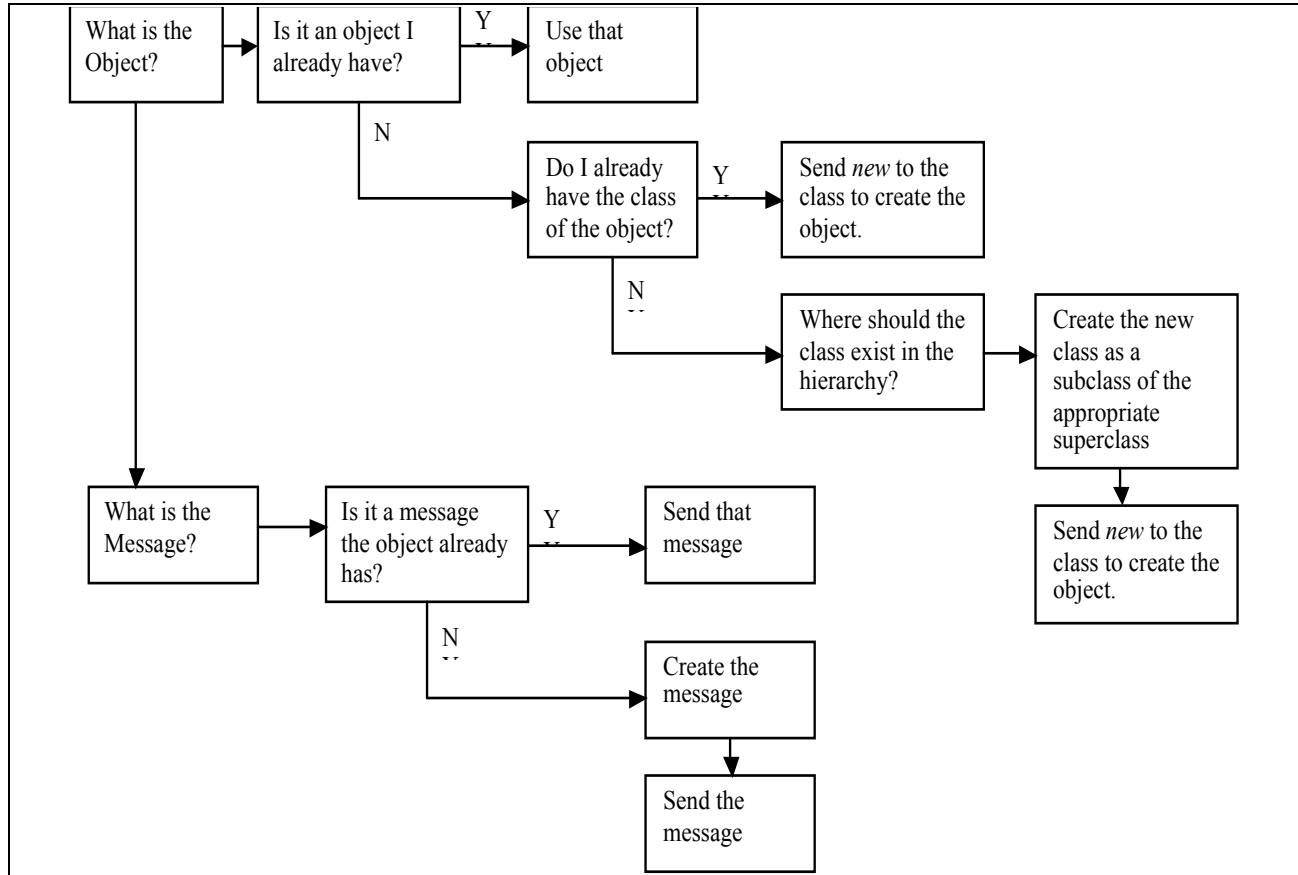 What is the
Object?
Is it an object I
already have?
Y
Use that
object
N
Do I already
have the class
of the object?
Y
Send new to the
class to create the
object.
N
Where should the
class exist in the
hierarchy?
Create the new
class as a
subclass of the
appropriate
superclass
Send new to the
class to create the
object.
What is the
Message?
Is it a message
the object already
has?
Y
Send that
message
N
Create the
message
Send the
message